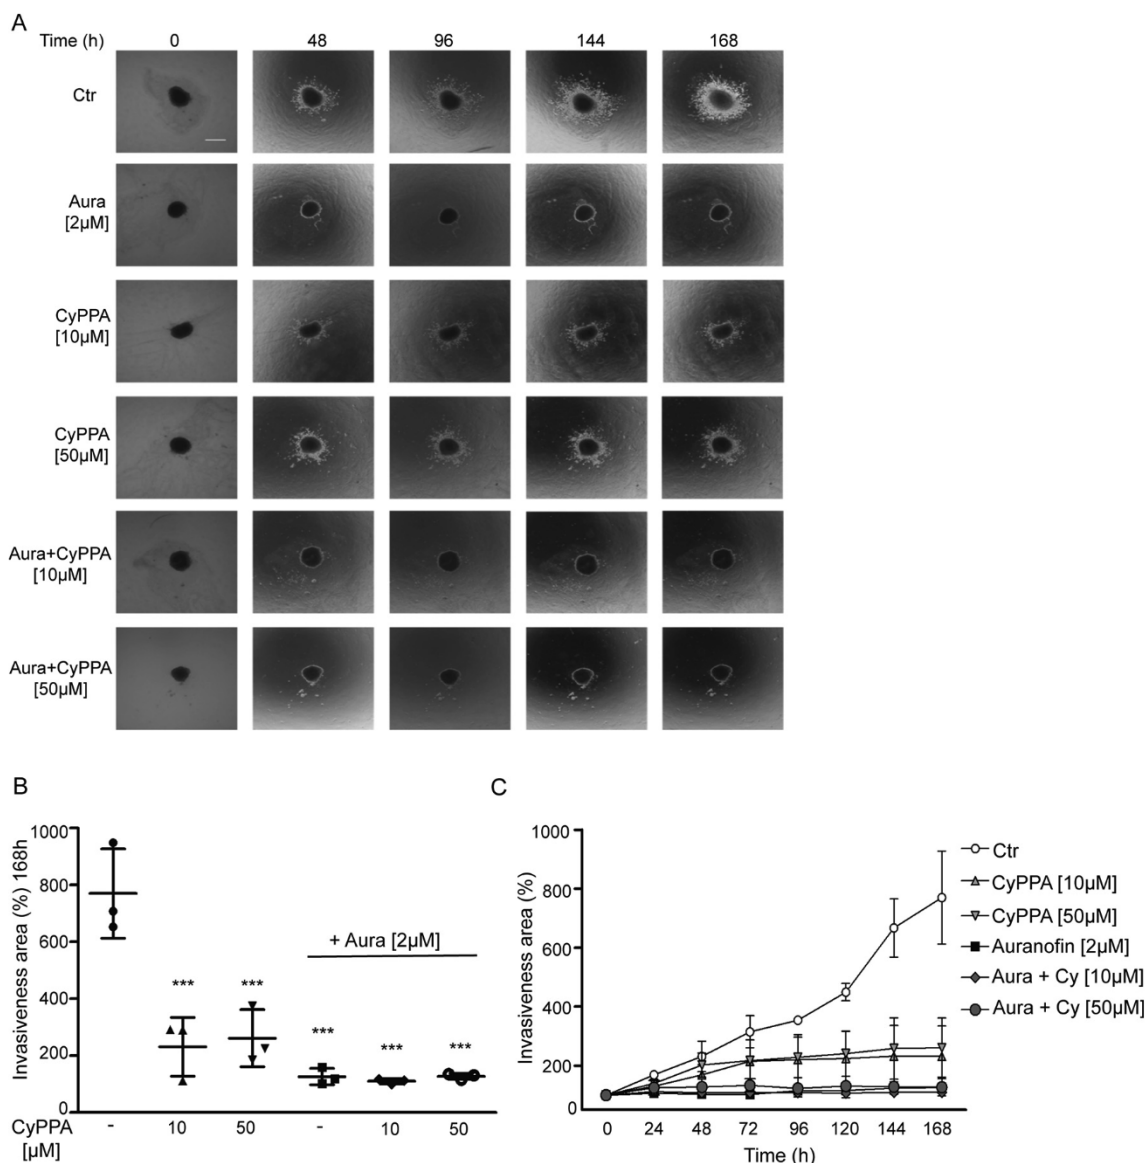 A
Time (h) 0 48 96 144 168
Ctr
Aura
[2µM]
CyPPA
[10µM]
CyPPA
[50µM]
Aura+CyPPA
[10µM]
Aura+CyPPA
[50µM]
B
Invasiveness area (%) 168h
1000
800
600
400
200
0
*** ***
+ Aura [2µM]
*** *** ***
CyPPA - 10 50 - 10 50
[µM]
C
Invasiveness area (%)
1000
800
600
400
200
0
0 24 48 72 96 120 144 168
Time (h)
Ctr
CyPPA [10µM]
CyPPA [50µM]
Auranofin [2µM]
Aura + Cy [10µM]
Aura + Cy [50µM]